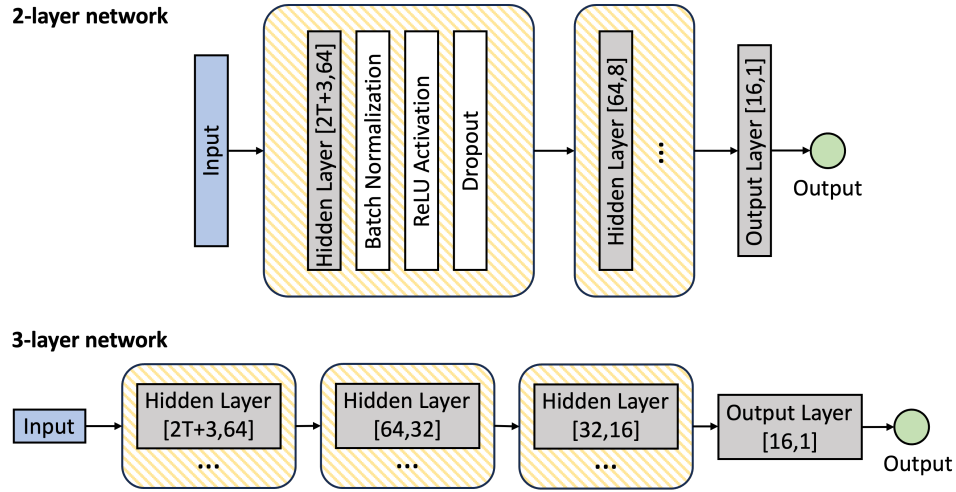 2-layer network
Input
Hidden Layer [2T+3,64]
Batch Normalization
ReLU Activation
Dropout
Hidden Layer [64,8]
...
Output Layer [16,1]
Output
3-layer network
Input
Hidden Layer
[2T+3,64]
...
Hidden Layer
[64,32]
...
Hidden Layer
[32,16]
...
Output Layer
[16,1]
Output